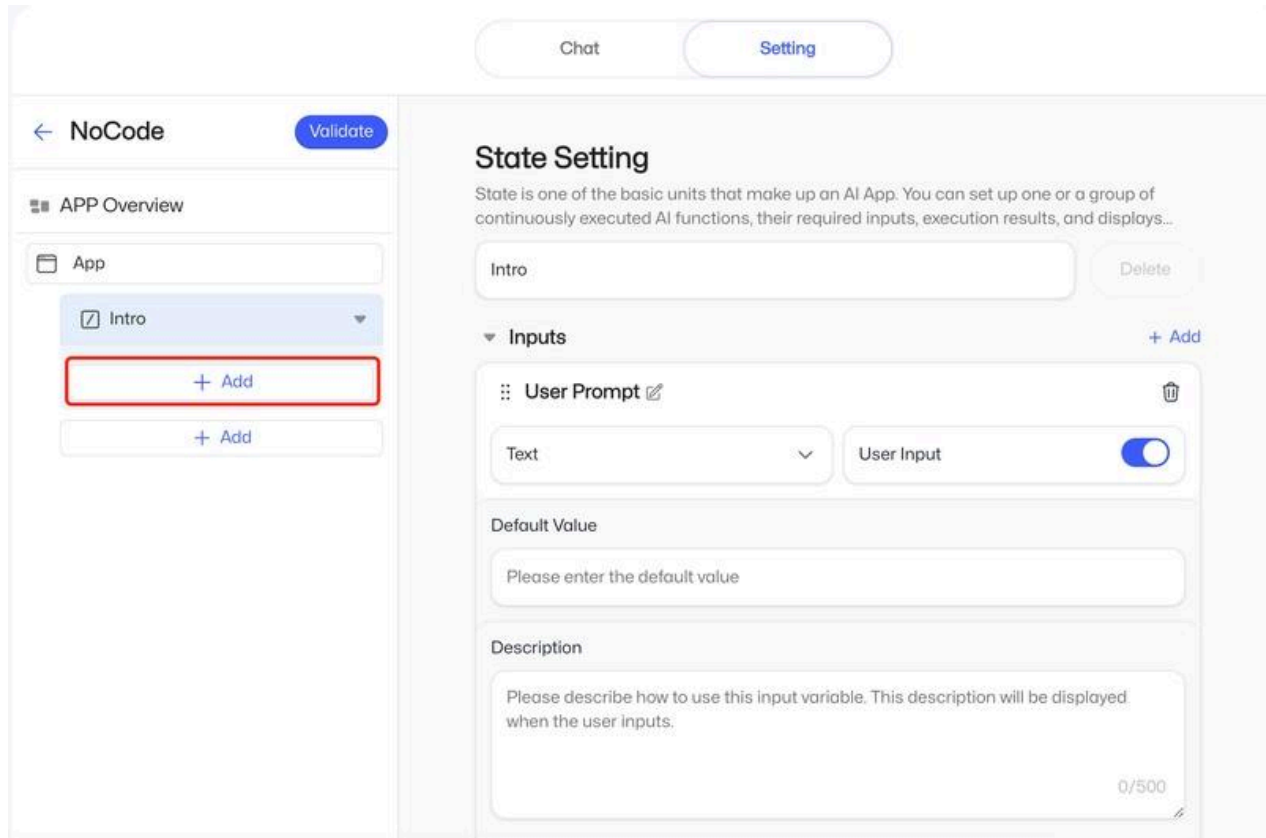 Chat
Setting
NoCode
Validate
APP Overview
App
Intro
+ Add
+ Add
State Setting
State is one of the basic units that make up an AI App. You can set up one or a group of
continuously executed AI functions, their required inputs, execution results, and displays...
Intro
Delete
Inputs
+ Add
User Prompt
Text
User Input
Default Value
Please enter the default value
Description
Please describe how to use this input variable. This description will be displayed
when the user inputs.
0/500